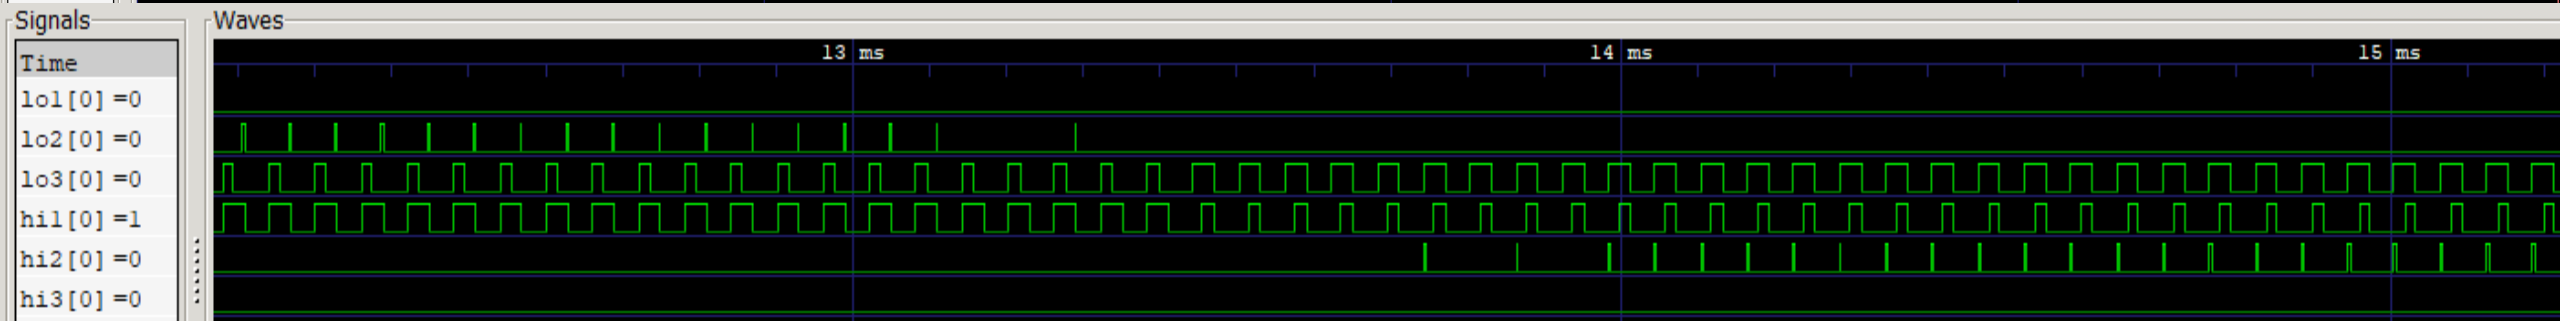 Signals
Waves
Time
13 ms
14 ms
15 ms
lo1[0] =0
lo2[0] =0
lo3[0] =0
hi1[0] =1
hi2[0] =0
hi3[0] =0